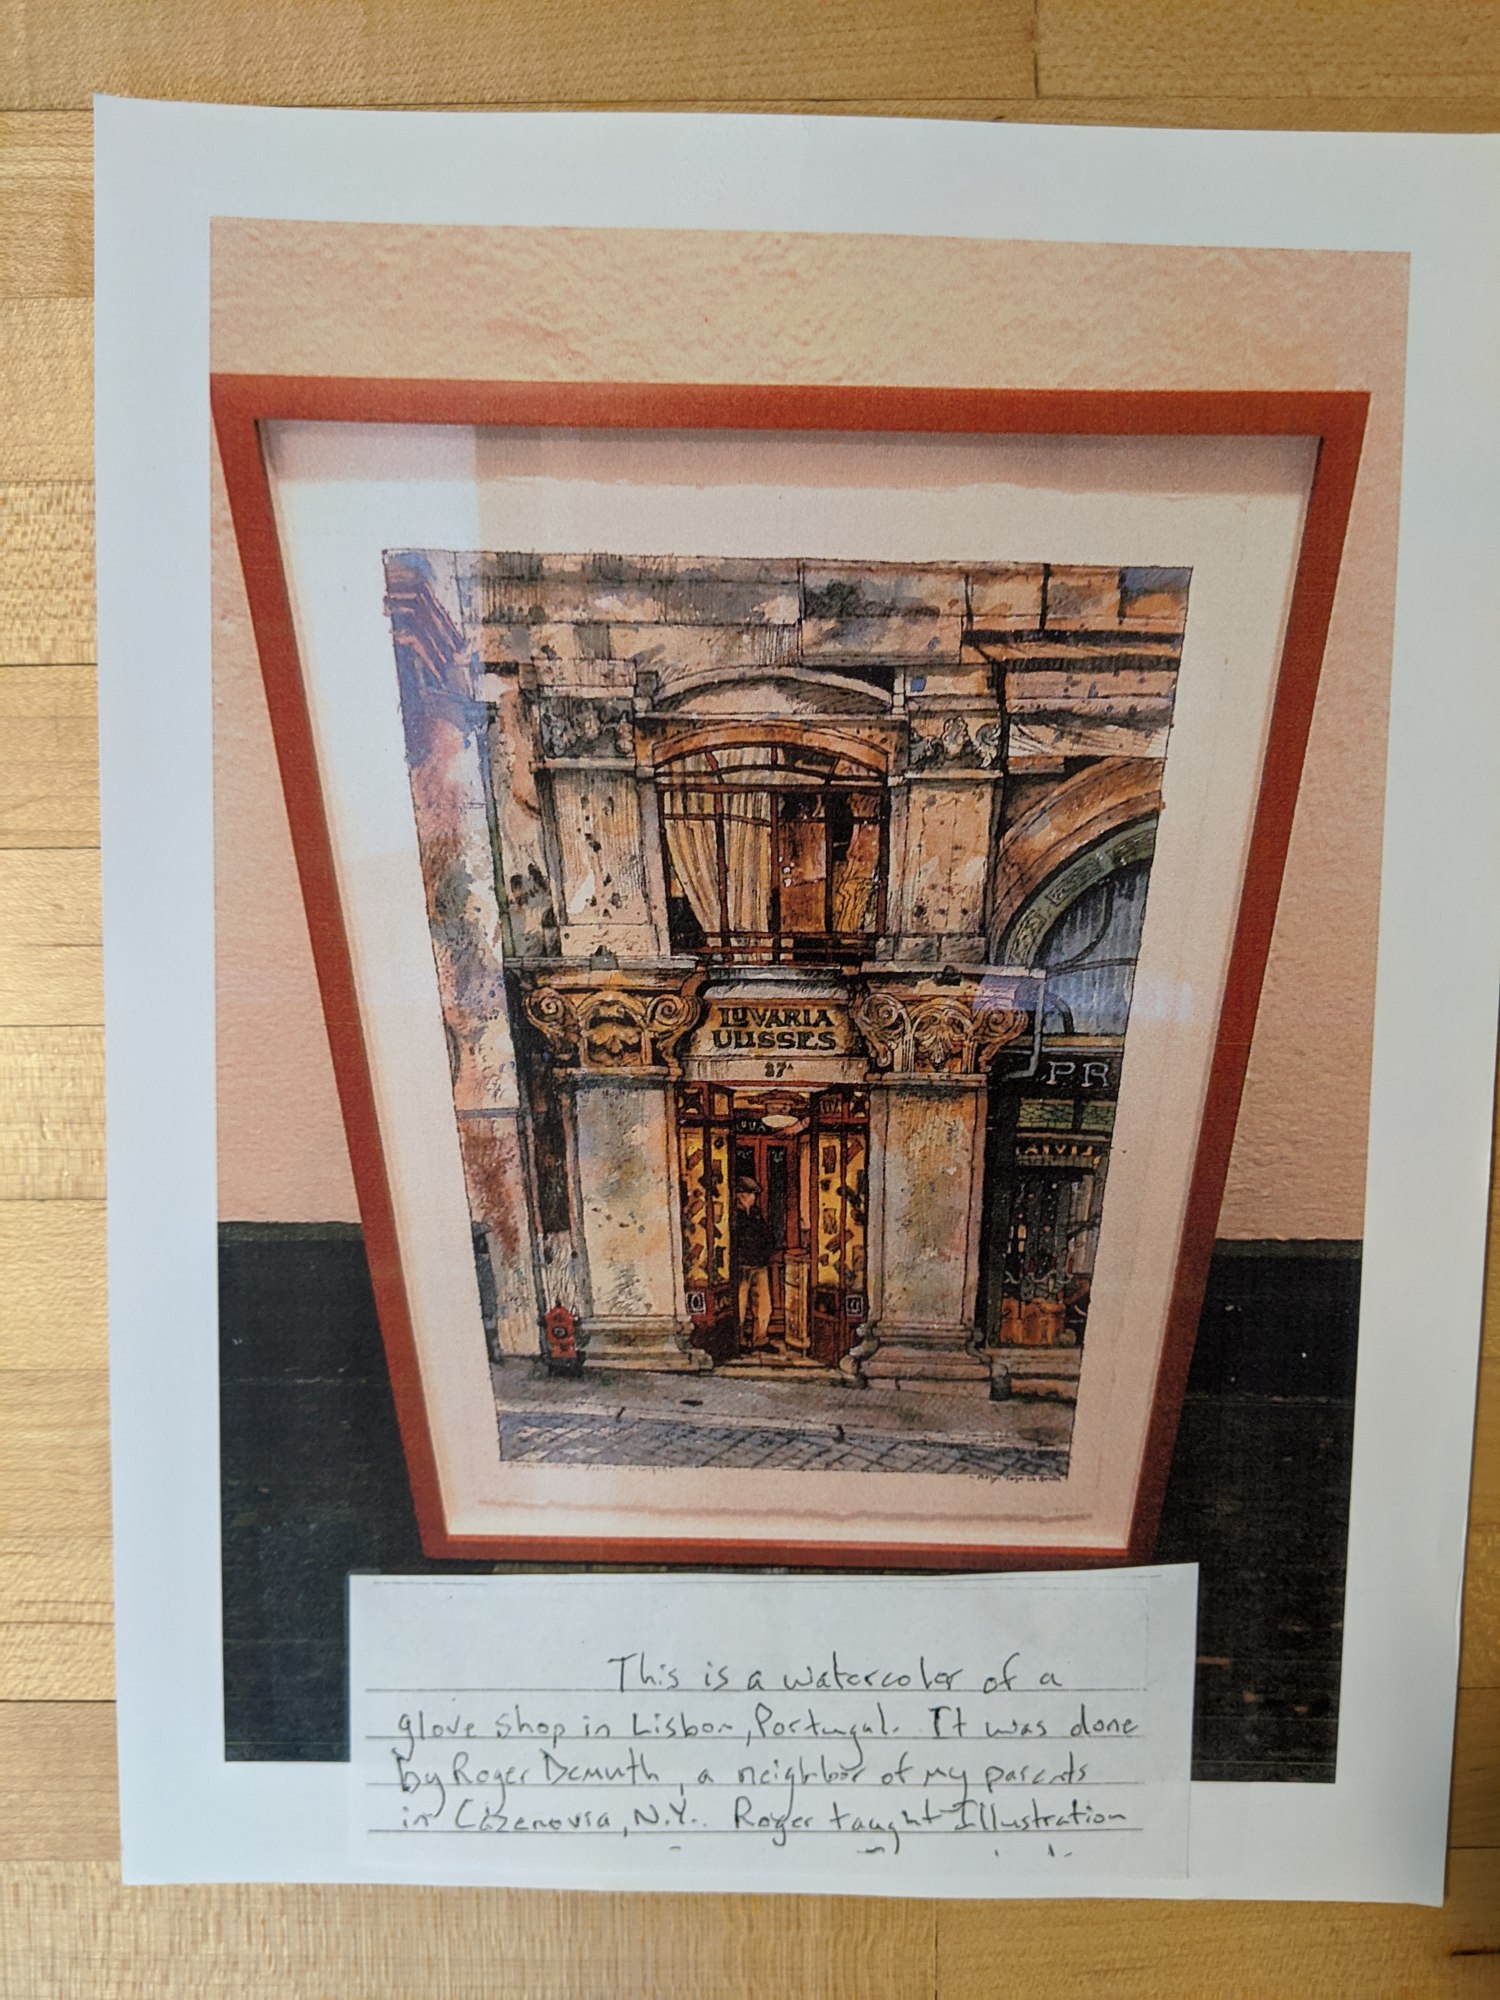 LUVARIA
ULISSES
87A
PR
This is a watercolor of a
glove shop in Lisbon, Portugal. It was done
by Roger Demuth, a neighbor of my parents
in Cazenovia, N.Y.. Roger taught Illustration